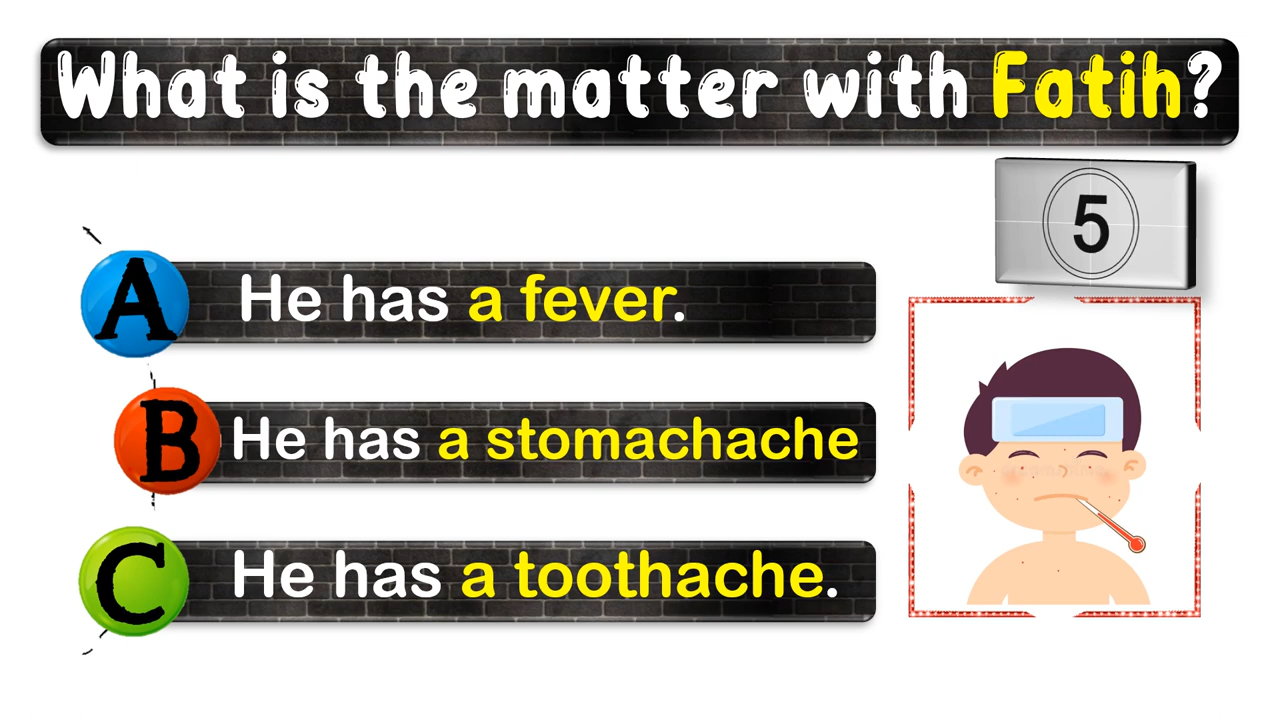 What is the matter with Fatih?
5
A He has a fever.
B He has a stomachache
C He has a toothache.